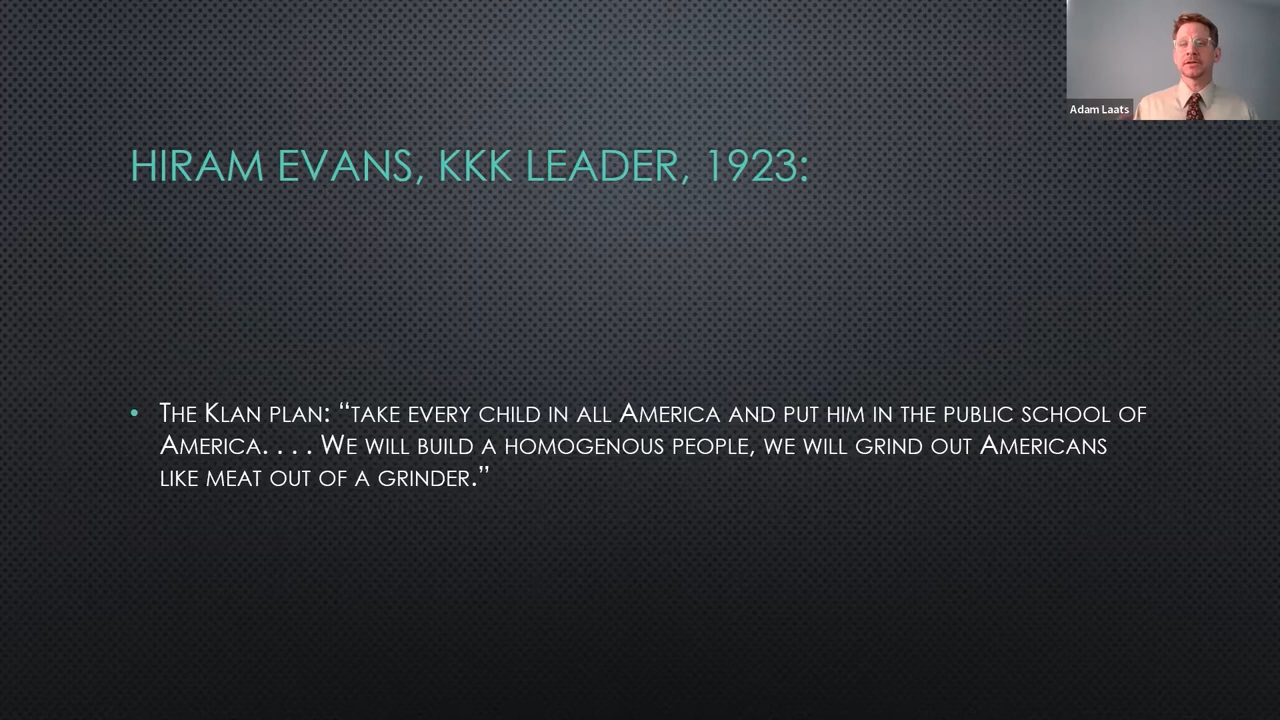 Adam Laats
HIRAM EVANS, KKK LEADER, 1923:
• The Klan plan: “take every child in all America and put him in the public school of
America. . . . We will build a homogenous people, we will grind out Americans
like meat out of a grinder.”